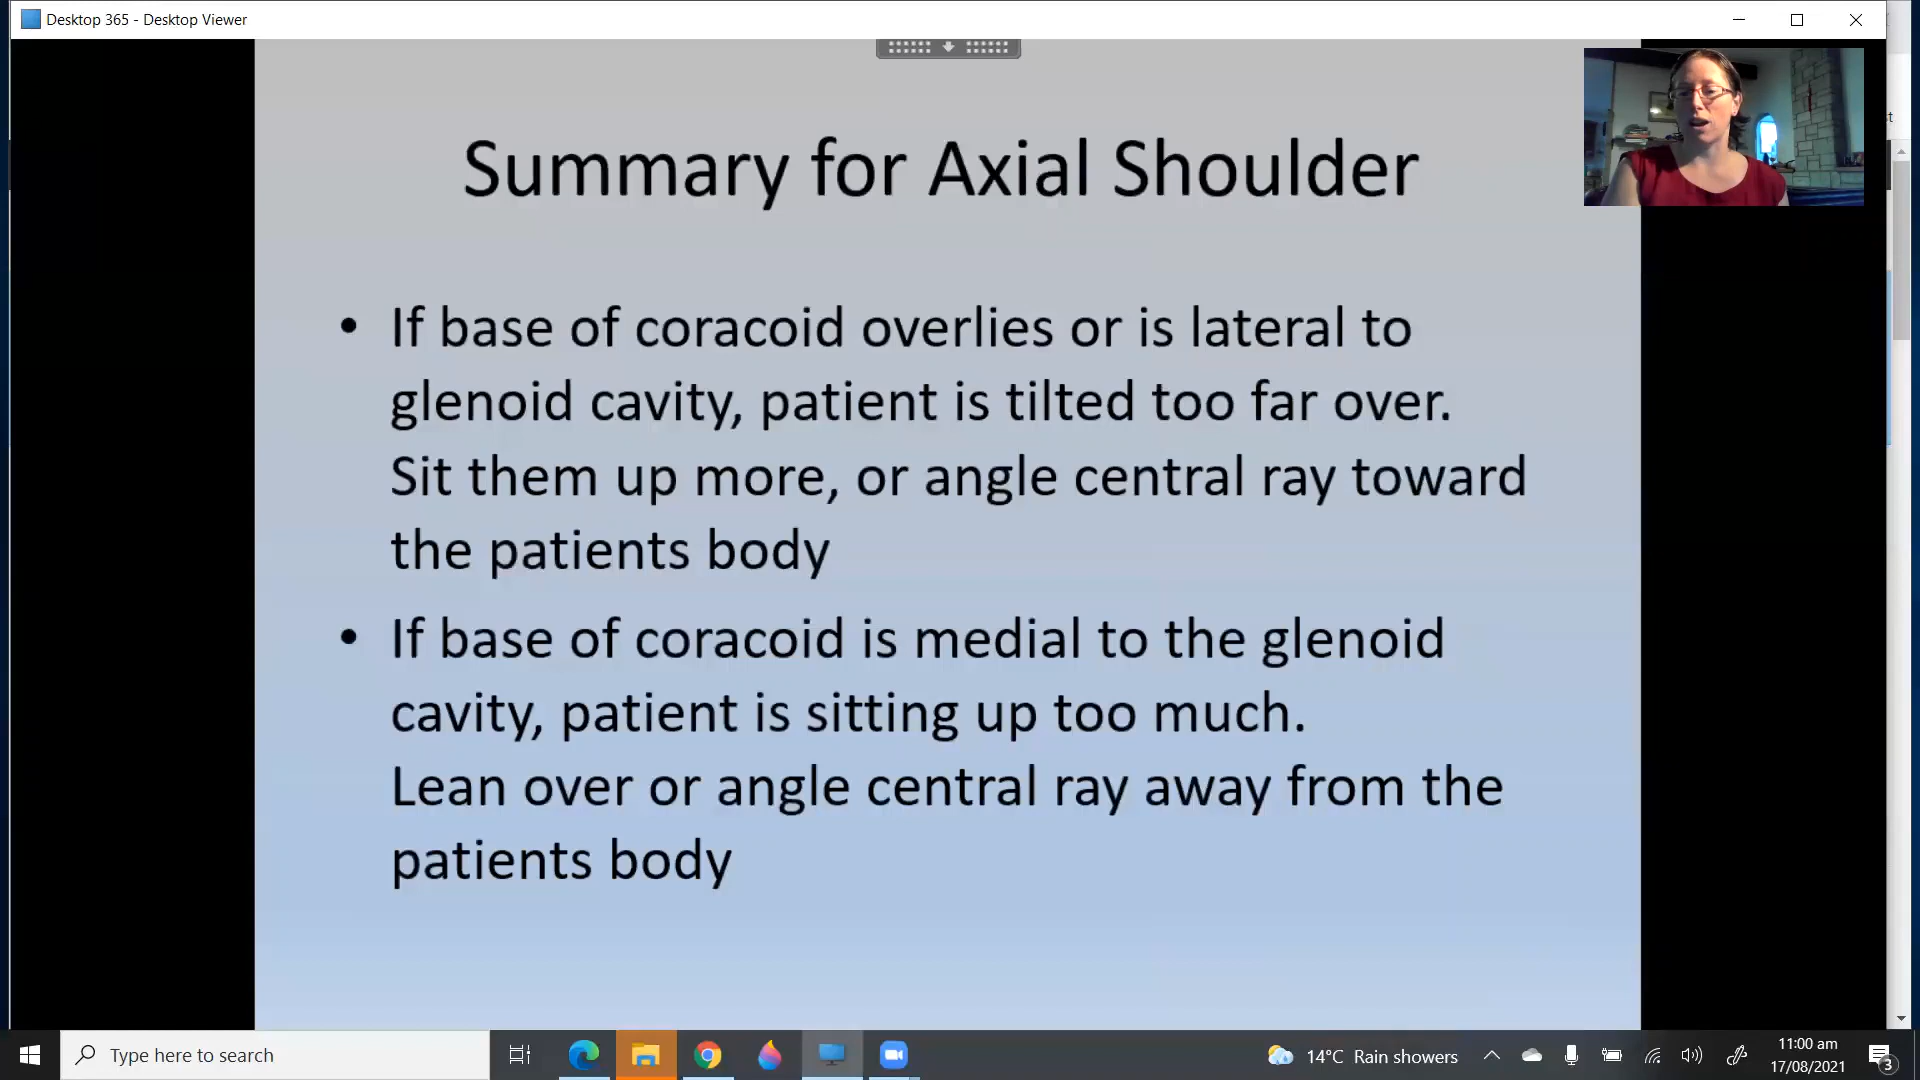 Desktop 365 - Desktop Viewer
st
Summary for Axial Shoulder
• If base of coracoid overlies or is lateral to
glenoid cavity, patient is tilted too far over.
Sit them up more, or angle central ray toward
the patients body
• If base of coracoid is medial to the glenoid
cavity, patient is sitting up too much.
Lean over or angle central ray away from the
patients body
Type here to search
14°C Rain showers
11:00 am
17/08/2021
3